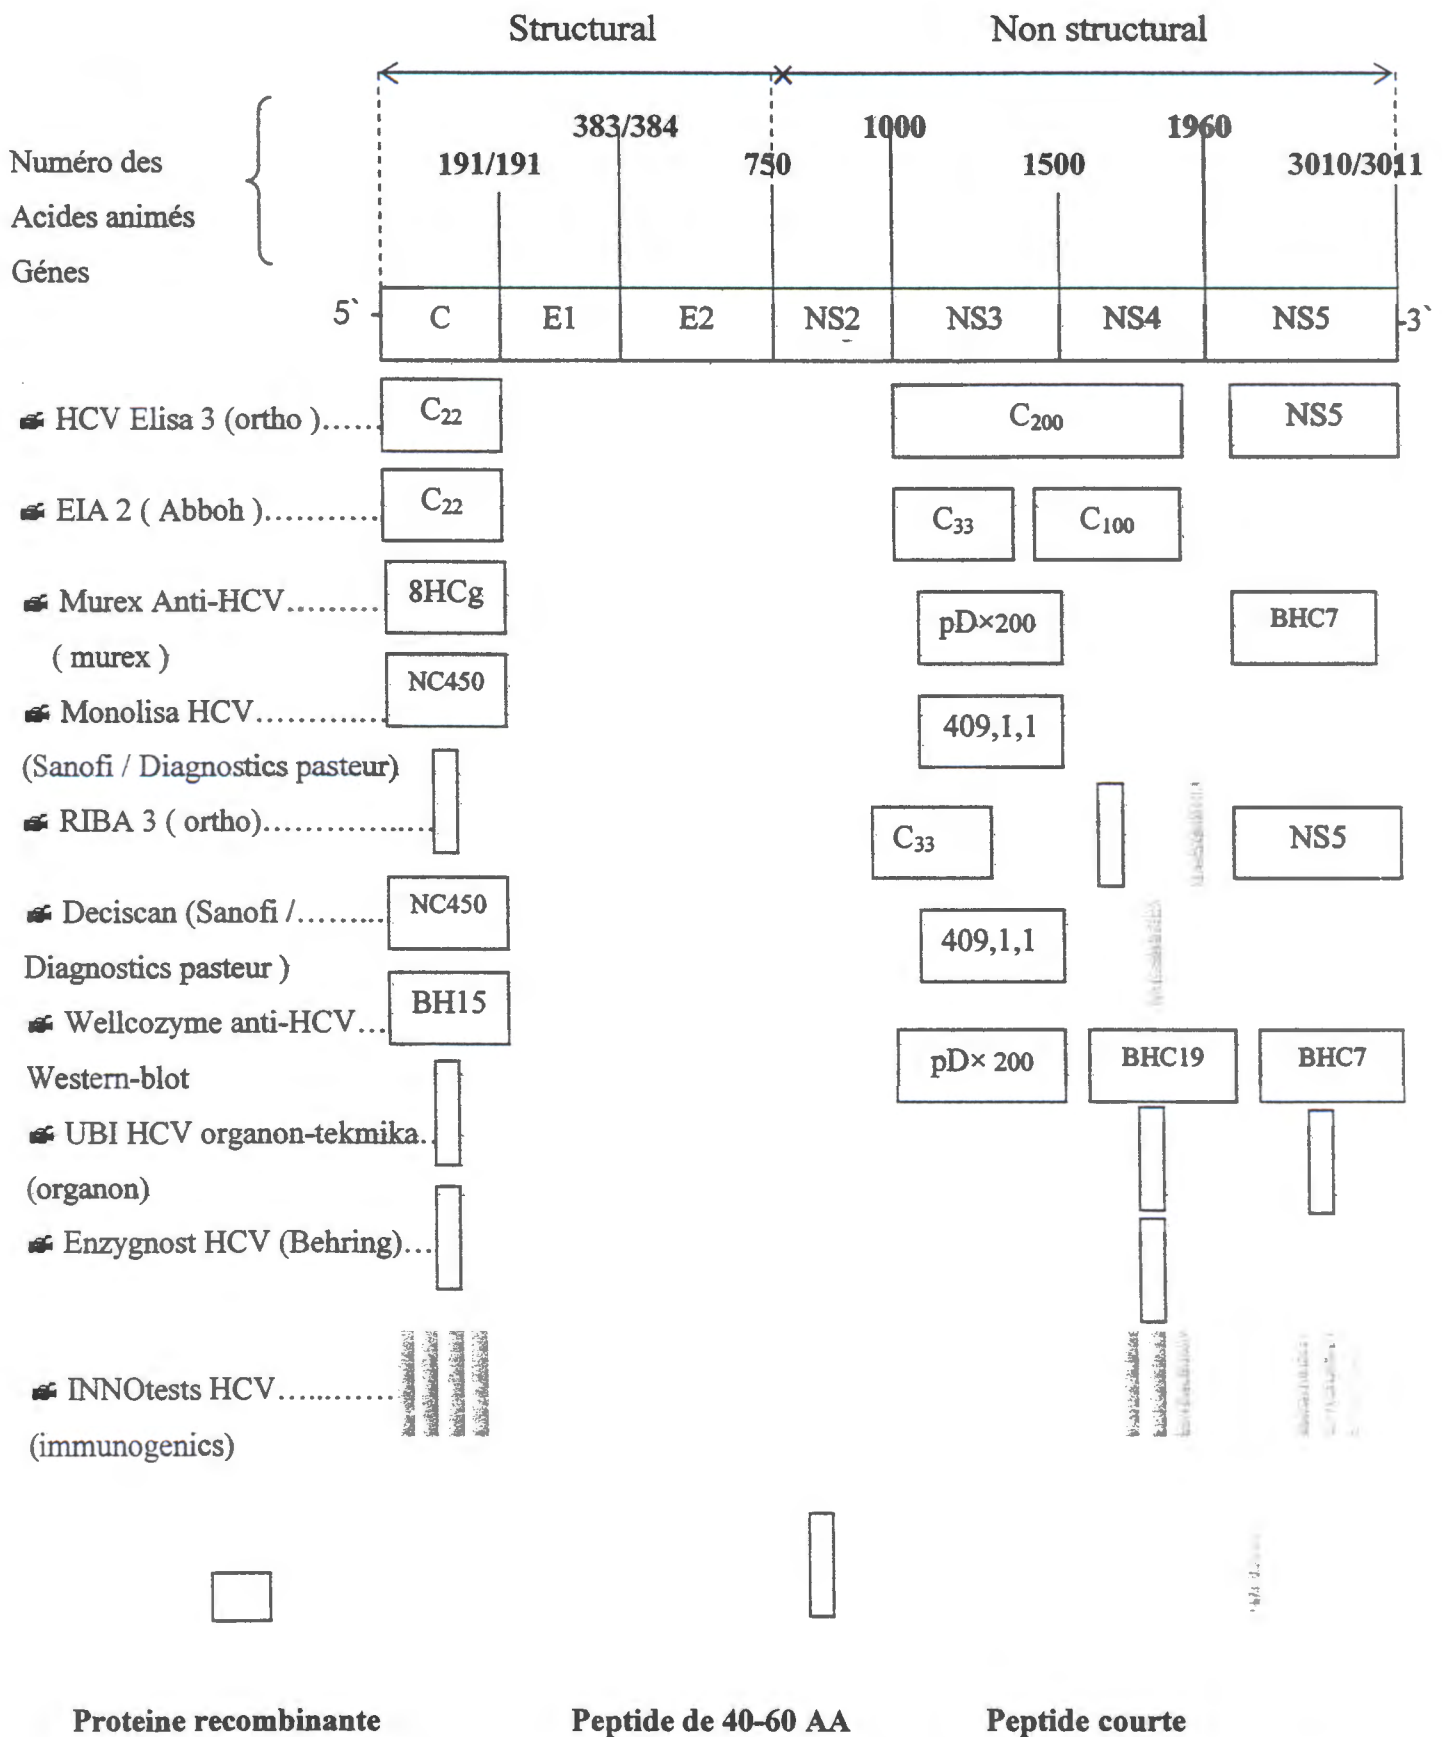 Structural Non structural
383/384 1000 1960
Numéro des 191/191 750 1500 3010/3011
Acides animés
Génes
5` C E1 E2 NS2 NS3 NS4 NS5 3`
HCV Elisa 3 (ortho )...... C22 C200 NS5
EIA 2 ( Abboh )............ C22 C33 C100
Murex Anti-HCV......... 8HCg pD×200 BHC7
( murex )
Monolisa HCV............. NC450 409,1,1
(Sanofi / Diagnostics pasteur)
RIBA 3 ( ortho)................. C33 NS5
Deciscan (Sanofi /......... NC450 409,1,1
Diagnostics pasteur )
Wellcozyme anti-HCV... BH15 pD× 200 BHC19 BHC7
Western-blot
UBI HCV organon-tekmika..
(organon)
Enzygnost HCV (Behring)...
INNOtests HCV............
(immunogenics)
Proteine recombinante Peptide de 40-60 AA Peptide courte